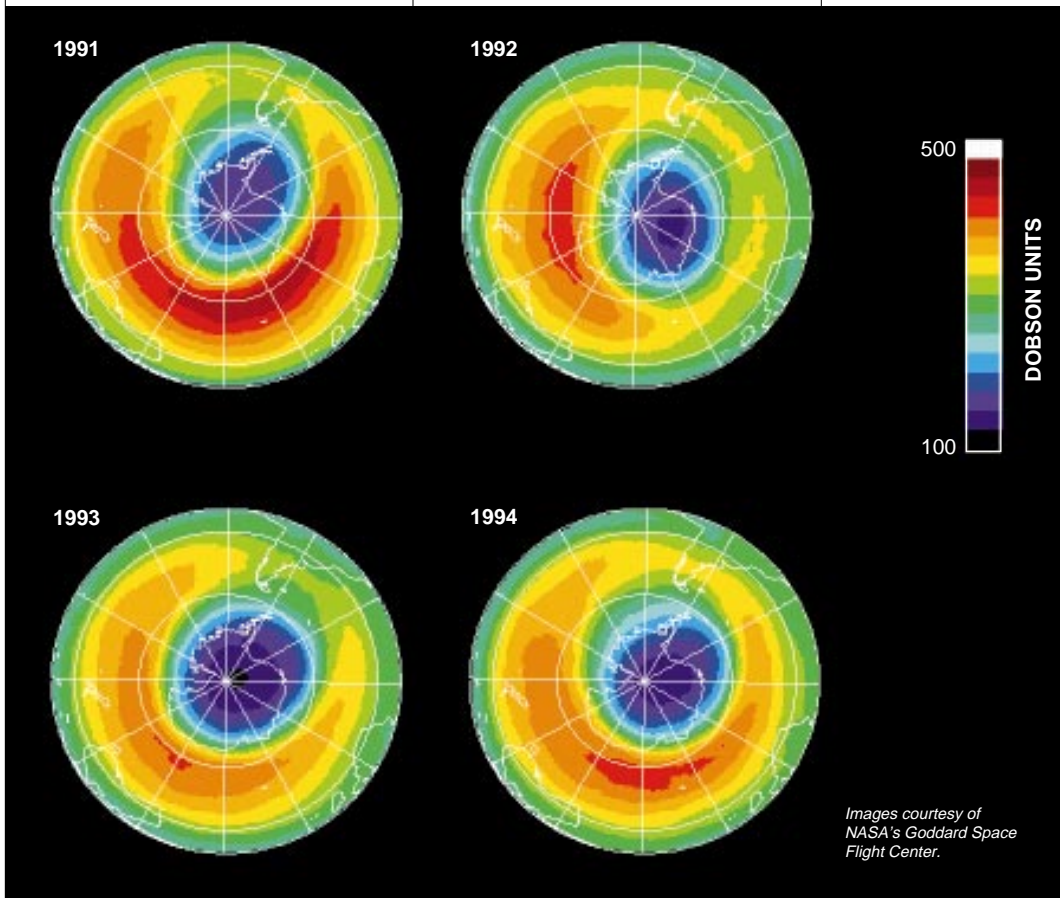 1991
1992
500
DOBSON UNITS
100
1993
1994
Images courtesy of
NASA's Goddard Space
Flight Center.